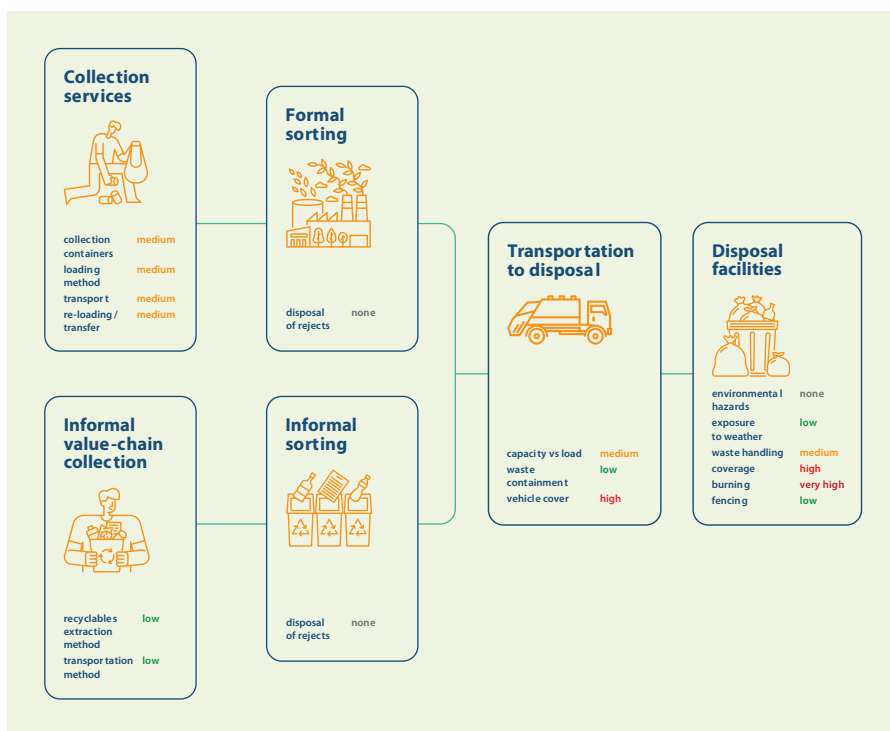 Collection
services
collection medium
containers
loading medium
method
transport medium
re-loading / medium
transfer
Formal
sorting
disposal none
of rejects
Informal
value-chain
collection
recyclables low
extraction
method
transportation low
method
Informal
sorting
disposal none
of rejects
Transportation
to disposal
capacity vs load medium
waste low
containment
vehicle cover high
Disposal
facilities
environmental none
hazards
exposure low
to weather
waste handling medium
coverage high
burning very high
fencing low